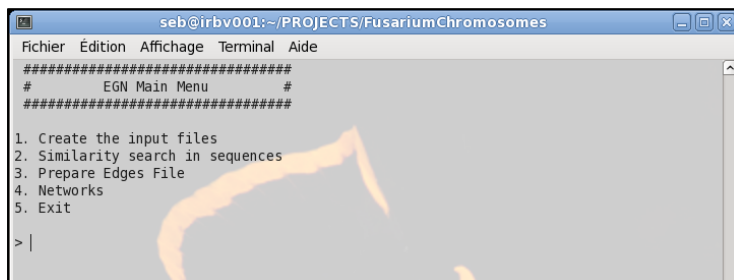 seb@irbv001:~/PROJECTS/FusariumChromosomes
Fichier Édition Affichage Terminal Aide
#################################
# EGN Main Menu #
#################################
1. Create the input files
2. Similarity search in sequences
3. Prepare Edges File
4. Networks
5. Exit
> |